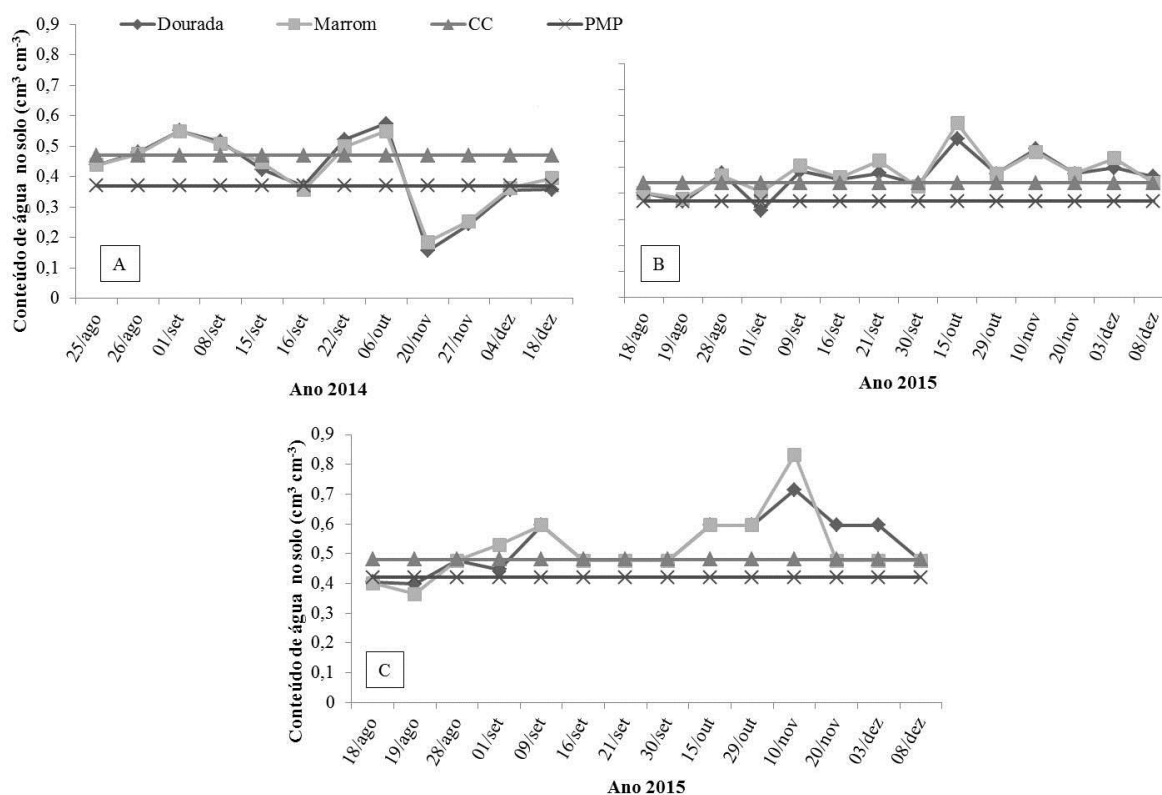 Dourada Marrom CC PMP
Conteúdo de água no solo (cm³ cm-³)
0,9
0,8
0,7
0,6
0,5
0,4
0,3
0,2
0,1
0
A
25/ago 26/ago 01/set 08/set 15/set 16/set 22/set 06/out 20/nov 27/nov 04/dez 18/dez
Ano 2014
B
18/ago 19/ago 28/ago 01/set 09/set 16/set 21/set 30/set 15/out 29/out 10/nov 20/nov 03/dez 08/dez
Ano 2015
Conteúdo de água no solo (cm³ cm-³)
0,9
0,8
0,7
0,6
0,5
0,4
0,3
0,2
0,1
0
C
18/ago 19/ago 28/ago 01/set 09/set 16/set 21/set 30/set 15/out 29/out 10/nov 20/nov 03/dez 08/dez
Ano 2015